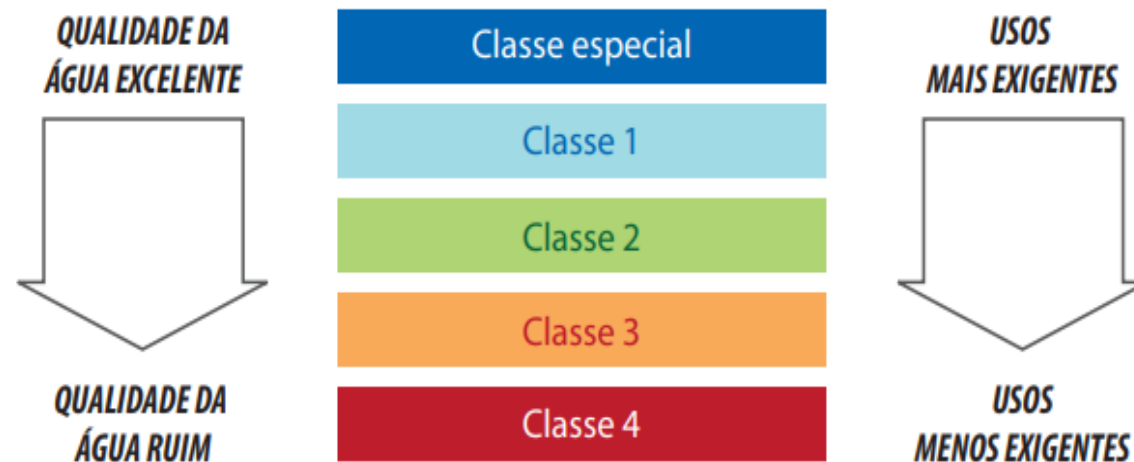 QUALIDADE DA
ÁGUA EXCELENTE
Classe especial
USOS
MAIS EXIGENTES
Classe 1
Classe 2
Classe 3
QUALIDADE DA
ÁGUA RUIM
Classe 4
USOS
MENOS EXIGENTES